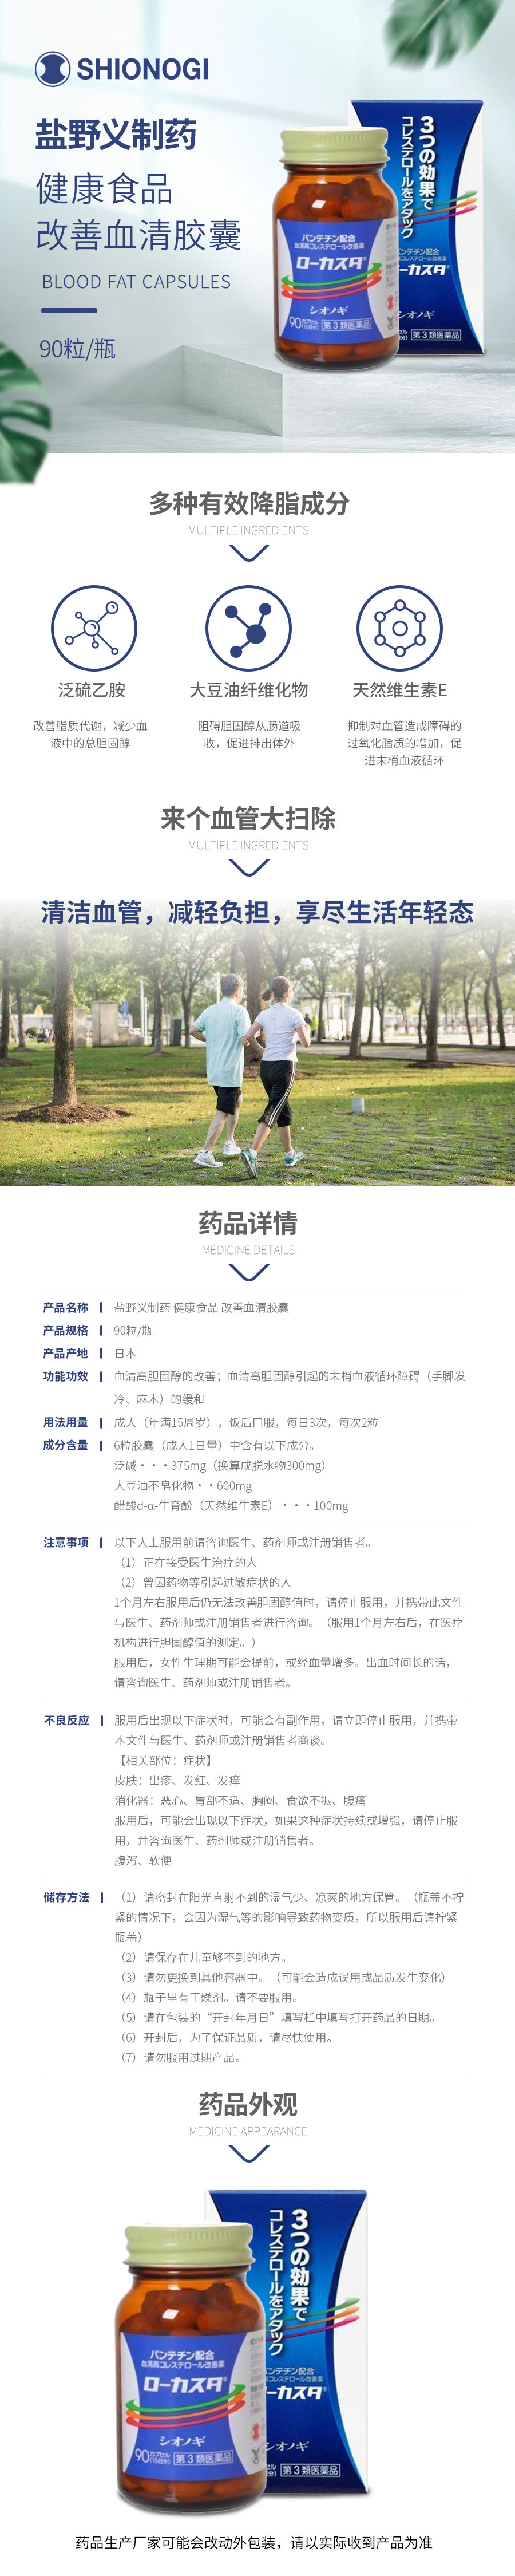 SHIONOGI
盐野义制药
健康食品
改善血清胶囊
BLOOD FAT CAPSULES
90粒/瓶
3つの効果で
コレステロールをアタック
パンテチン配合
血清高コレステロール改善薬
ローカスタ
シオノギ
90カプセル(15日分)
第3類医薬品
多种有效降脂成分
MULTIPLE INGREDIENTS
泛硫乙胺
大豆油纤维化物
天然维生素E
改善脂质代谢，减少血
液中的总胆固醇
阻碍胆固醇从肠道吸
收，促进排出体外
抑制对血管造成障碍的
过氧化脂质的增加，促
进末梢血液循环
来个血管大扫除
MULTIPLE INGREDIENTS
清洁血管，减轻负担，享尽生活年轻态
药品详情
MEDICINE DETAILS
产品名称 盐野义制药 健康食品 改善血清胶囊
产品规格 90粒/瓶
产品产地 日本
功能功效 血清高胆固醇的改善；血清高胆固醇引起的末梢血液循环障碍（手脚发
冷、麻木）的缓和
用法用量 成人（年满15周岁），饭后口服，每日3次，每次2粒
成分含量 6粒胶囊（成人1日量）中含有以下成分。
泛碱・・・375mg（换算成脱水物300mg）
大豆油不皂化物・・600mg
醋酸d-α-生育酚（天然维生素E）・・・100mg
注意事项 以下人士服用前请咨询医生、药剂师或注册销售者。
（1）正在接受医生治疗的人
（2）曾因药物等引起过敏症状的人
1个月左右服用后仍无法改善胆固醇值时，请停止服用，并携带此文件
与医生、药剂师或注册销售者进行咨询。（服用1个月左右后，在医疗
机构进行胆固醇值的测定。）
服用后，女性生理期可能会提前，或经血量增多。出血时间长的话，
请咨询医生、药剂师或注册销售者。
不良反应 服用后出现以下症状时，可能会有副作用，请立即停止服用，并携带
本文件与医生、药剂师或注册销售者商谈。
【相关部位：症状】
皮肤：出疹、发红、发痒
消化器：恶心、胃部不适、胸闷、食欲不振、腹痛
服用后，可能会出现以下症状，如果这种症状持续或增强，请停止服
用，并咨询医生、药剂师或注册销售者。
腹泻、软便
储存方法 （1）请密封在阳光直射不到的湿气少、凉爽的地方保管。（瓶盖不拧
紧的情况下，会因为湿气等的影响导致药物变质，所以服用后请拧紧
瓶盖）
（2）请保存在儿童够不到的地方。
（3）请勿更换到其他容器中。（可能会造成误用或品质发生变化）
（4）瓶子里有干燥剂。请不要服用。
（5）请在包装的“开封年月日”填写栏中填写打开药品的日期。
（6）开封后，为了保证品质，请尽快使用。
（7）请勿服用过期产品。
药品外观
MEDICINE APPEARANCE
3つの効果で
コレステロールをアタック
パンテチン配合
血清高コレステロール改善薬
ローカスタ
シオノギ
90カプセル(15日分)
第3類医薬品
药品生产厂家可能会改动外包装，请以实际收到产品为准